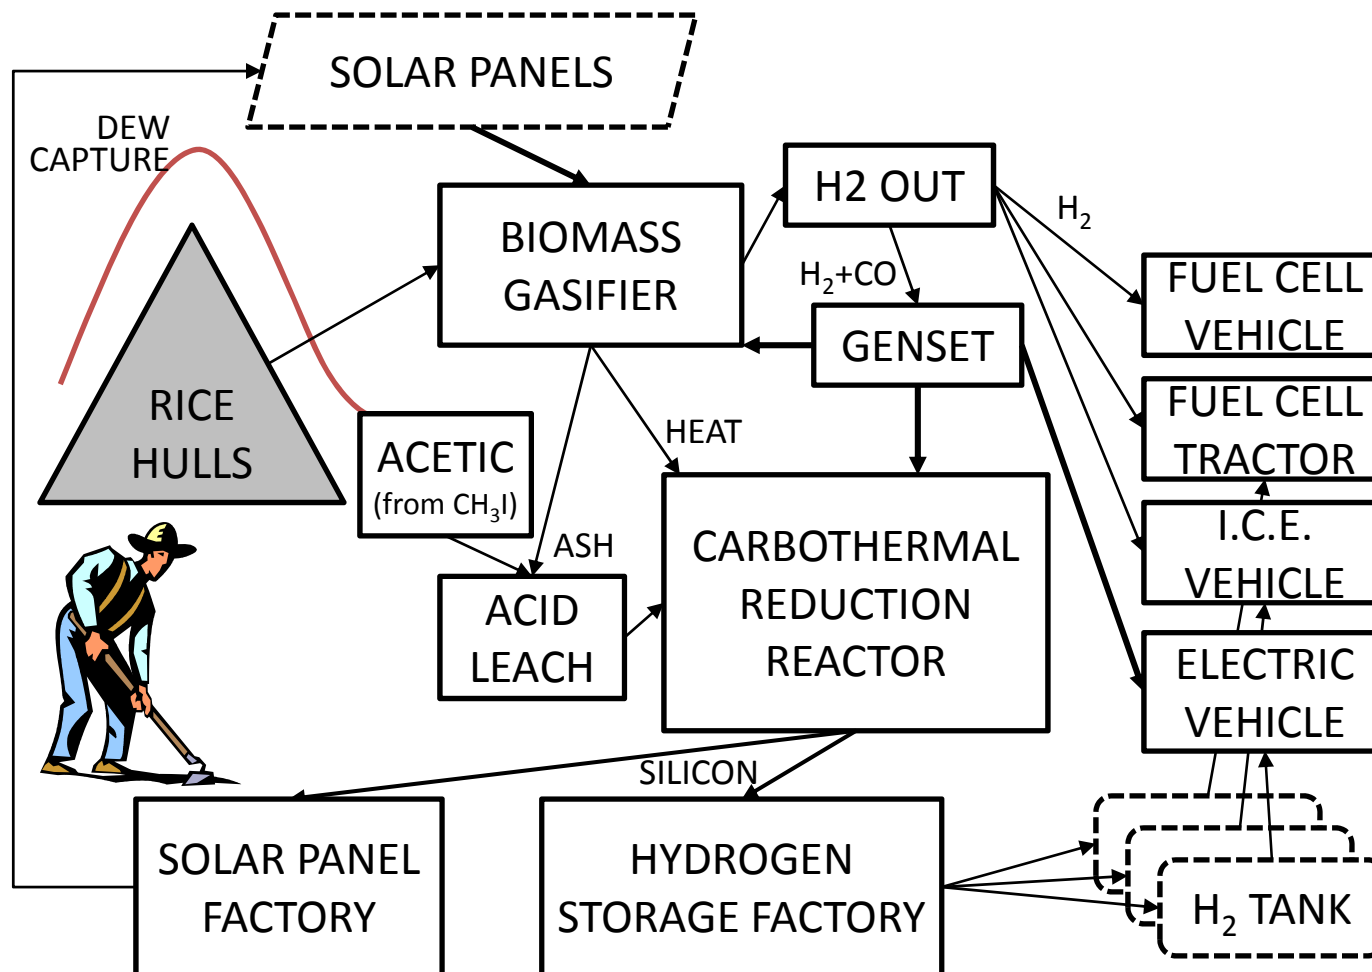 SOLAR PANELS
DEW
CAPTURE
BIOMASS
GASIFIER
H2 OUT
H₂
H₂+CO
FUEL CELL
VEHICLE
GENSET
RICE
HULLS
FUEL CELL
TRACTOR
ACETIC
(from CH₃I)
HEAT
ASH
CARBOTHERMAL
REDUCTION
REACTOR
I.C.E.
VEHICLE
ACID
LEACH
ELECTRIC
VEHICLE
SILICON
SOLAR PANEL
FACTORY
HYDROGEN
STORAGE FACTORY
H₂ TANK